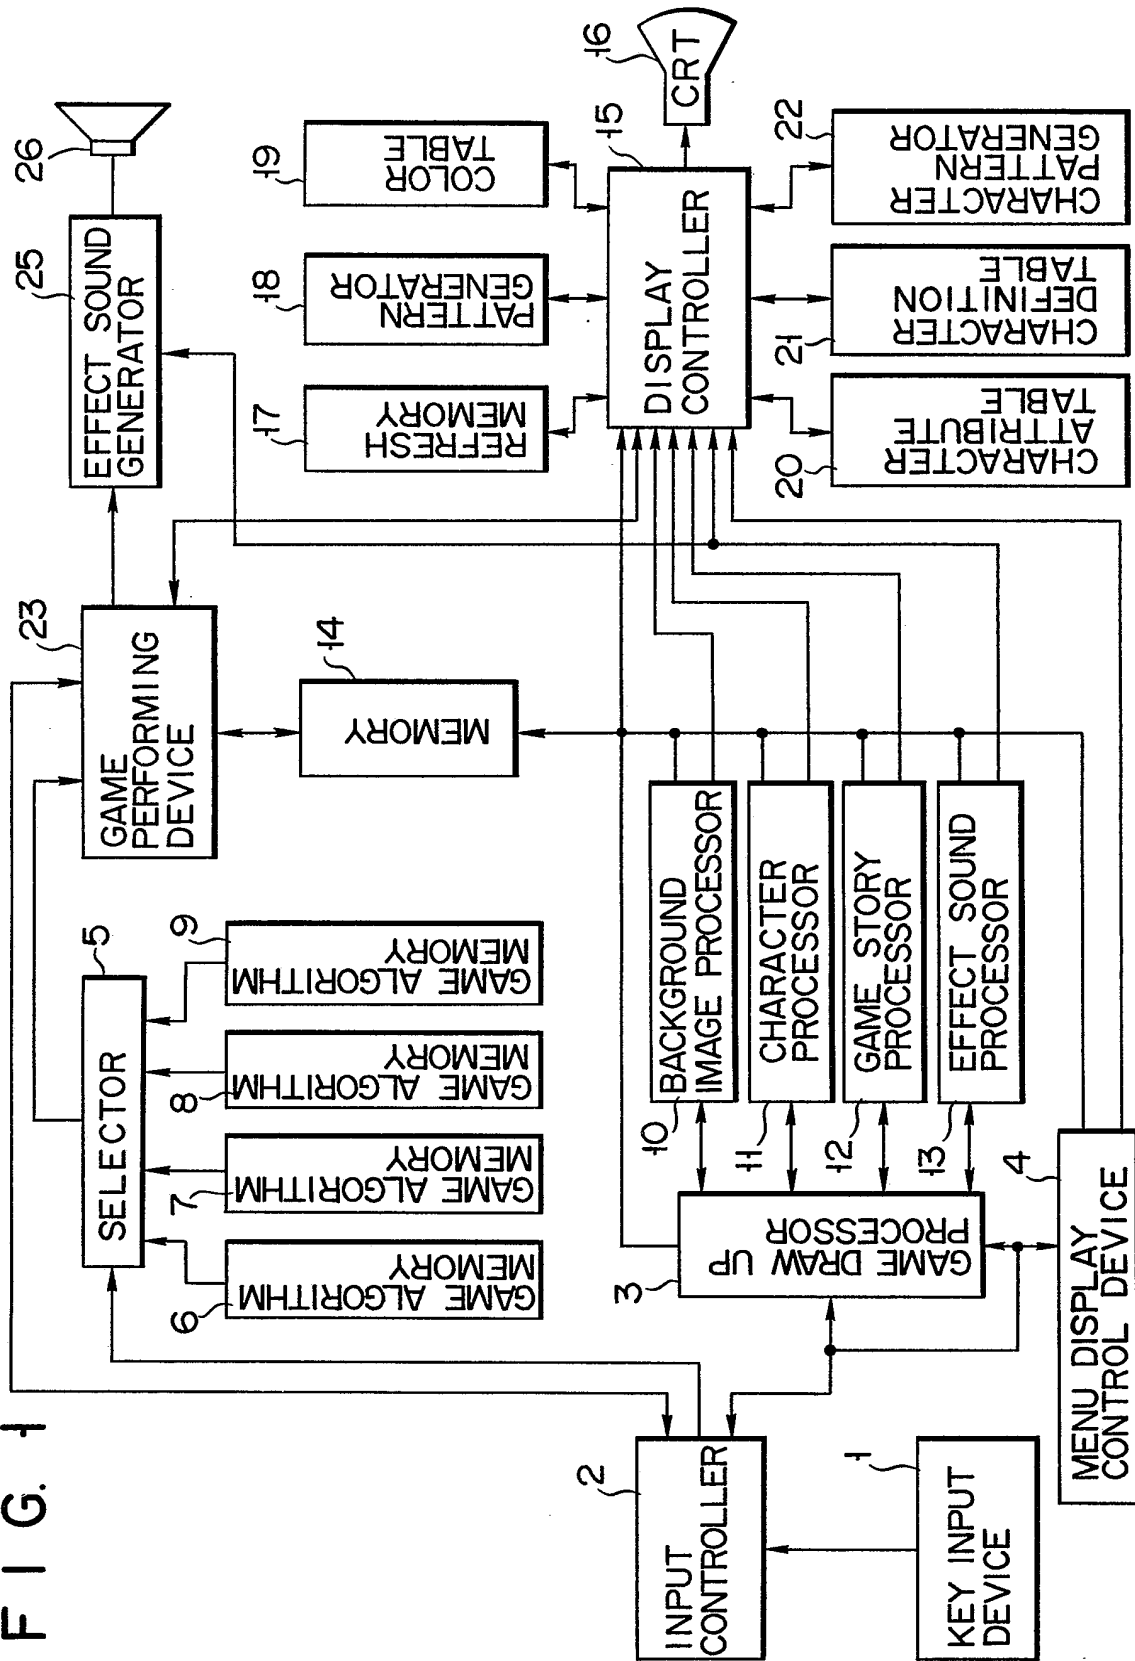 FIG. 1
1
KEY INPUT
DEVICE
2
INPUT
CONTROLLER
3
GAME DRAW UP
PROCESSOR
4
MENU DISPLAY
CONTROL DEVICE
5
SELECTOR
6
GAME ALGORITHM
MEMORY
7
GAME ALGORITHM
MEMORY
8
GAME ALGORITHM
MEMORY
9
GAME ALGORITHM
MEMORY
10
BACKGROUND
IMAGE PROCESSOR
11
CHARACTER
PROCESSOR
12
GAME STORY
PROCESSOR
13
EFFECT SOUND
PROCESSOR
14
MEMORY
23
GAME
PERFORMING
DEVICE
25
EFFECT SOUND
GENERATOR
26
17
REFRESH
MEMORY
18
PATTERN
GENERATOR
19
COLOR
TABLE
15
DISPLAY
CONTROLLER
16
CRT
20
CHARACTER
ATTRIBUTE
TABLE
21
CHARACTER
DEFINITION
TABLE
22
CHARACTER
PATTERN
GENERATOR